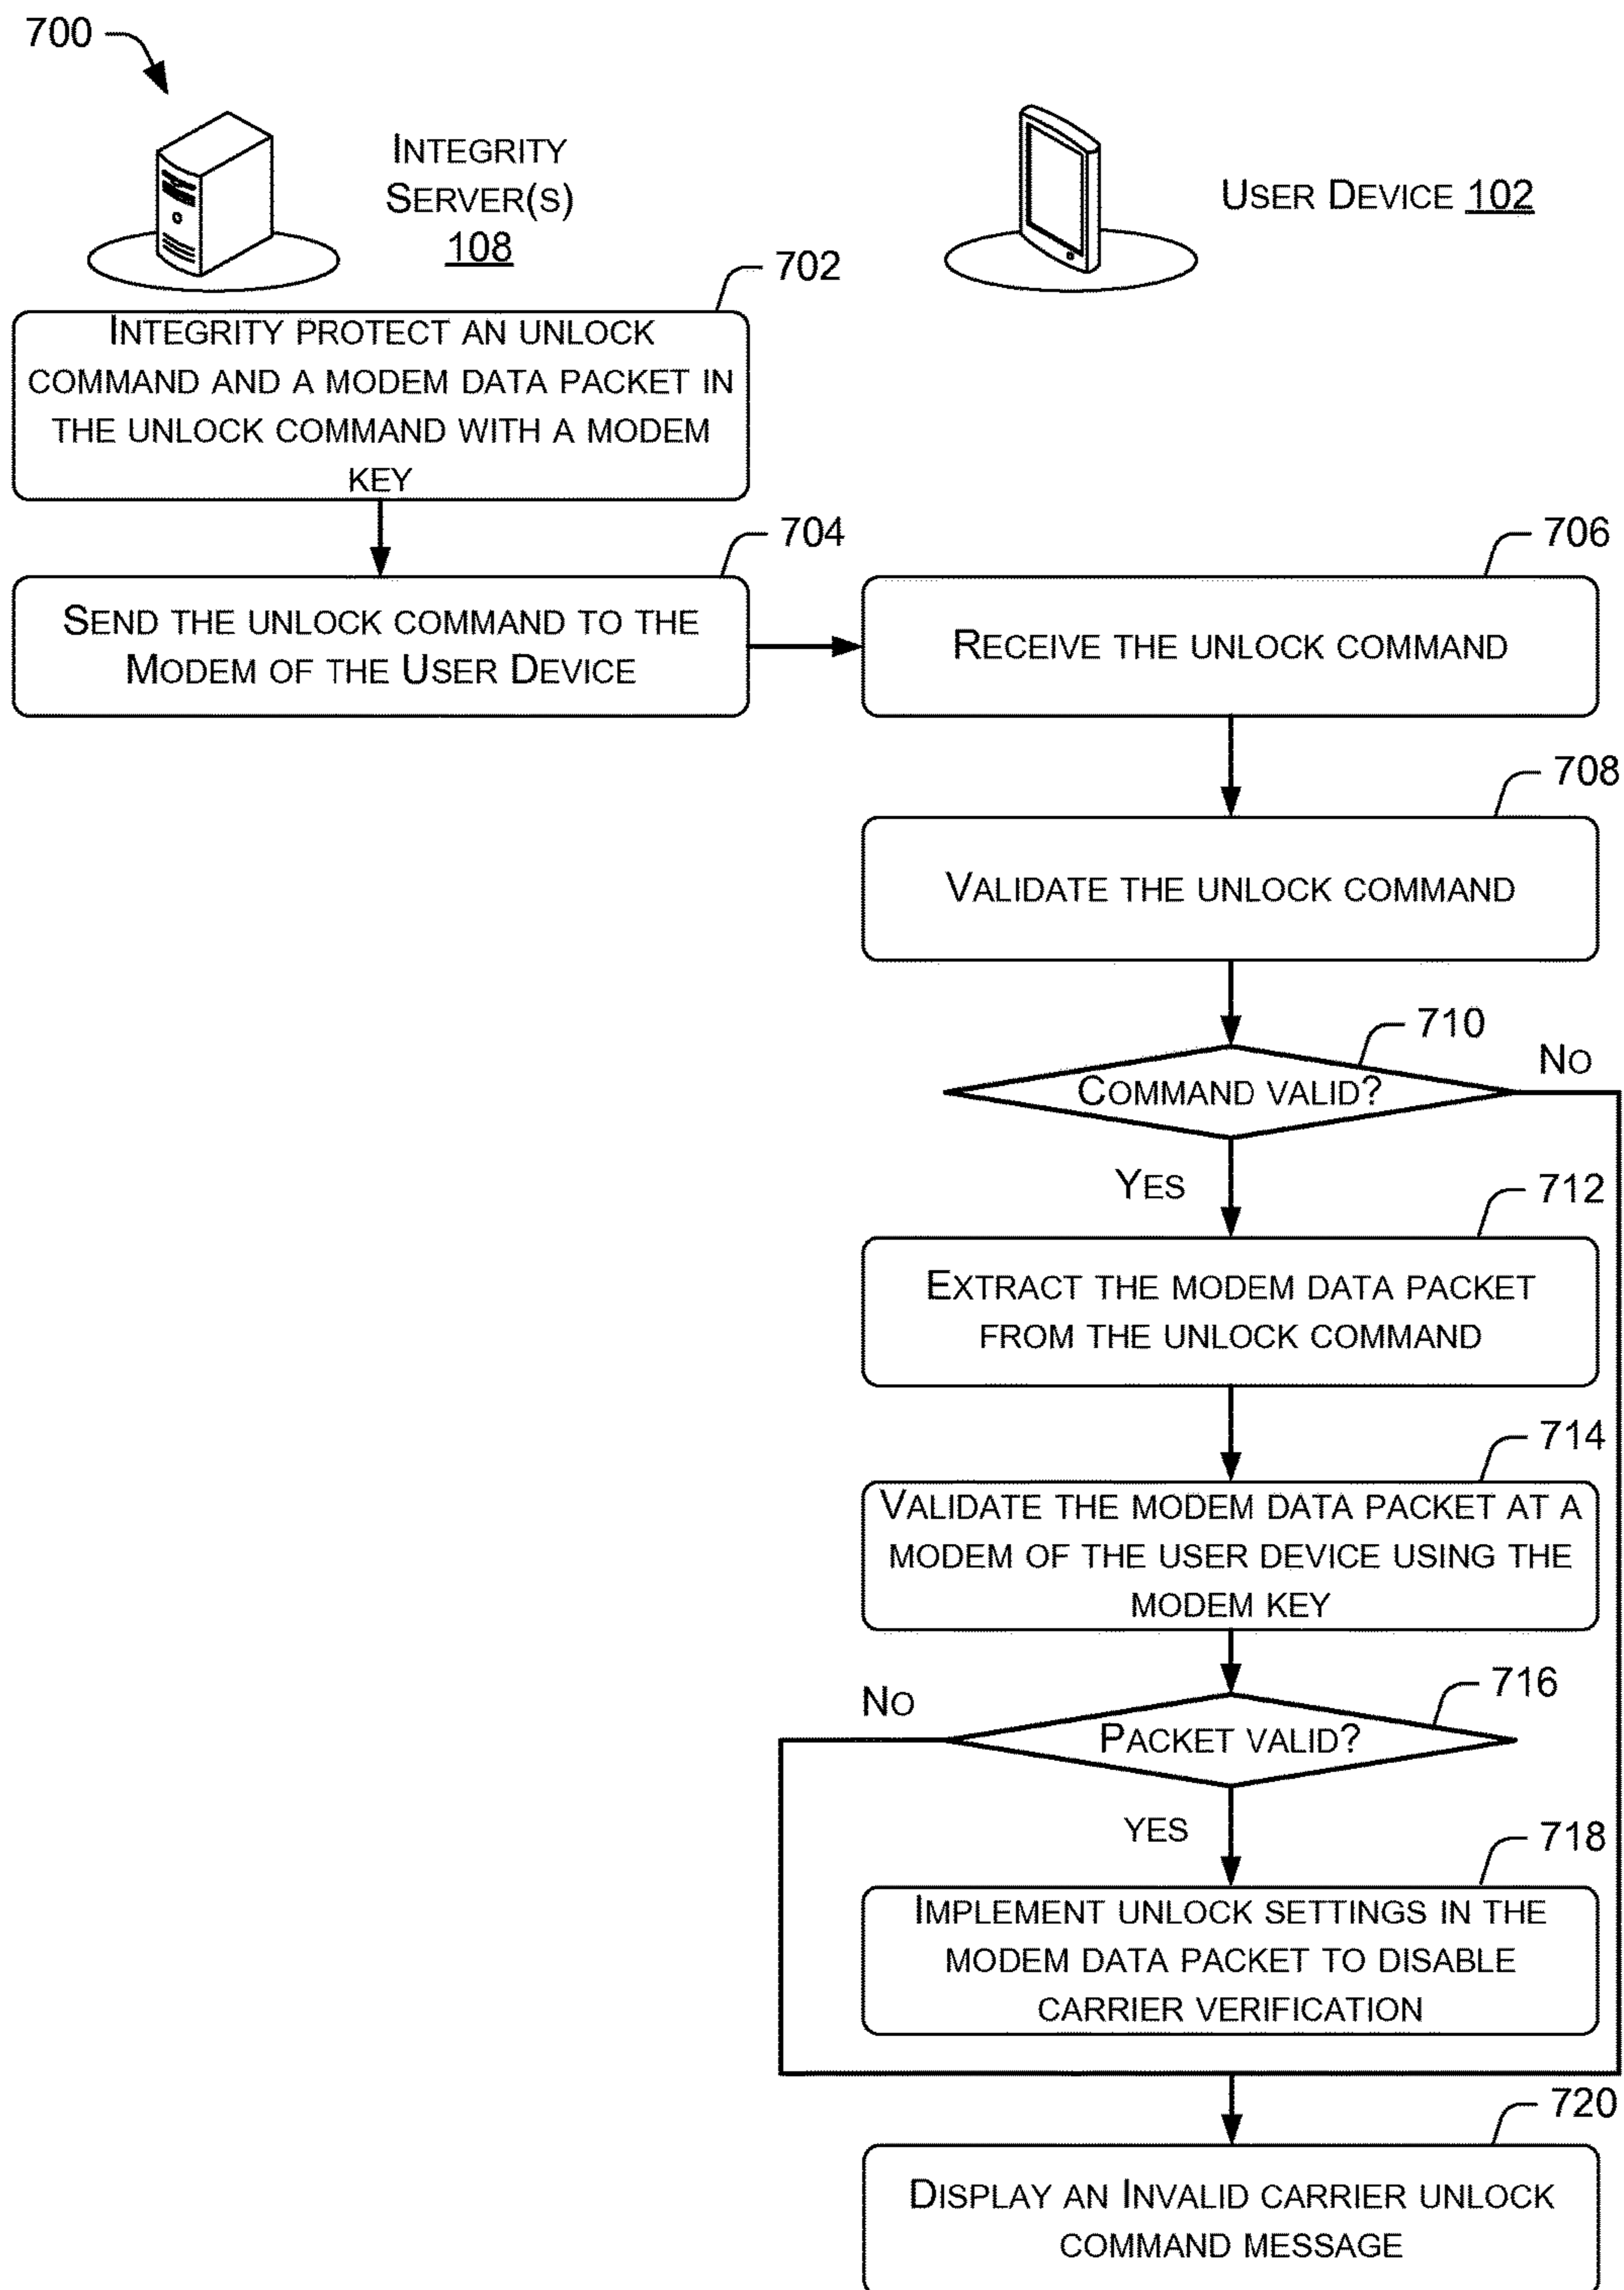 700
INTEGRITY
SERVER(S)
108
USER DEVICE 102
702
INTEGRITY PROTECT AN UNLOCK
COMMAND AND A MODEM DATA PACKET IN
THE UNLOCK COMMAND WITH A MODEM
KEY
704
SEND THE UNLOCK COMMAND TO THE
MODEM OF THE USER DEVICE
706
RECEIVE THE UNLOCK COMMAND
708
VALIDATE THE UNLOCK COMMAND
710
COMMAND VALID?
NO
YES
712
EXTRACT THE MODEM DATA PACKET
FROM THE UNLOCK COMMAND
714
VALIDATE THE MODEM DATA PACKET AT A
MODEM OF THE USER DEVICE USING THE
MODEM KEY
716
NO
PACKET VALID?
YES
718
IMPLEMENT UNLOCK SETTINGS IN THE
MODEM DATA PACKET TO DISABLE
CARRIER VERIFICATION
720
DISPLAY AN INVALID CARRIER UNLOCK
COMMAND MESSAGE